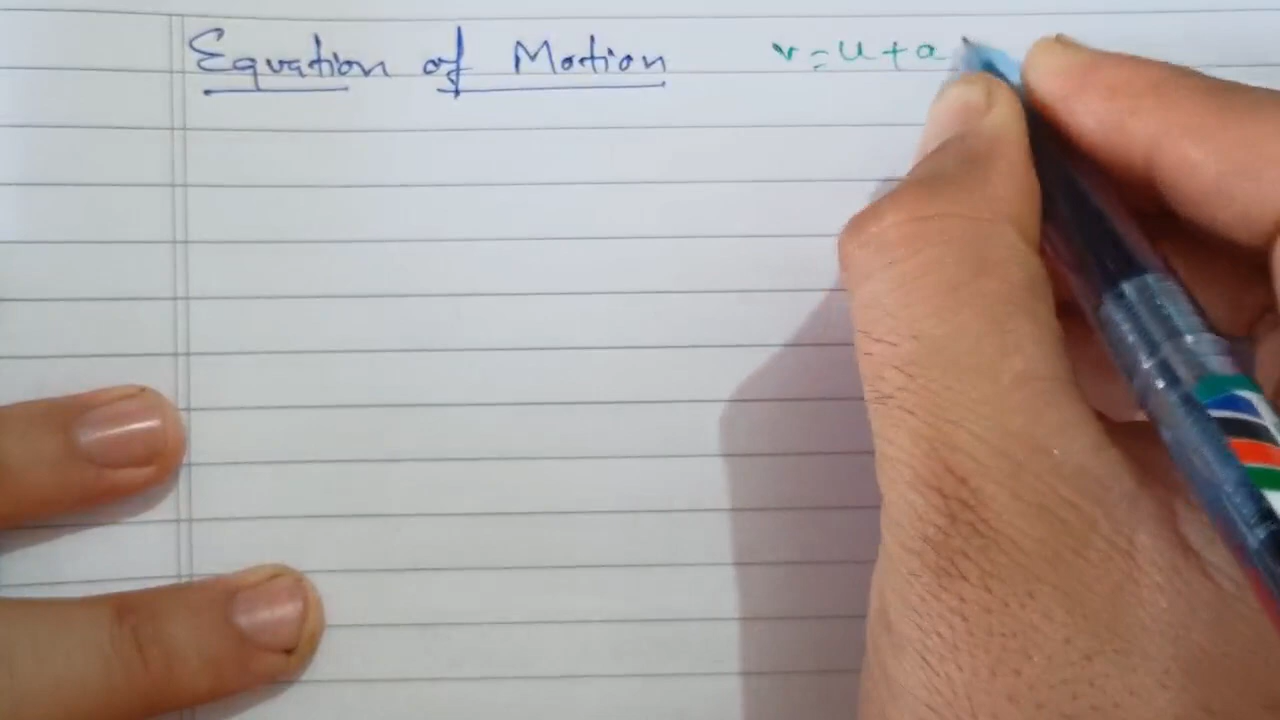 Equation of Motion v = u + a